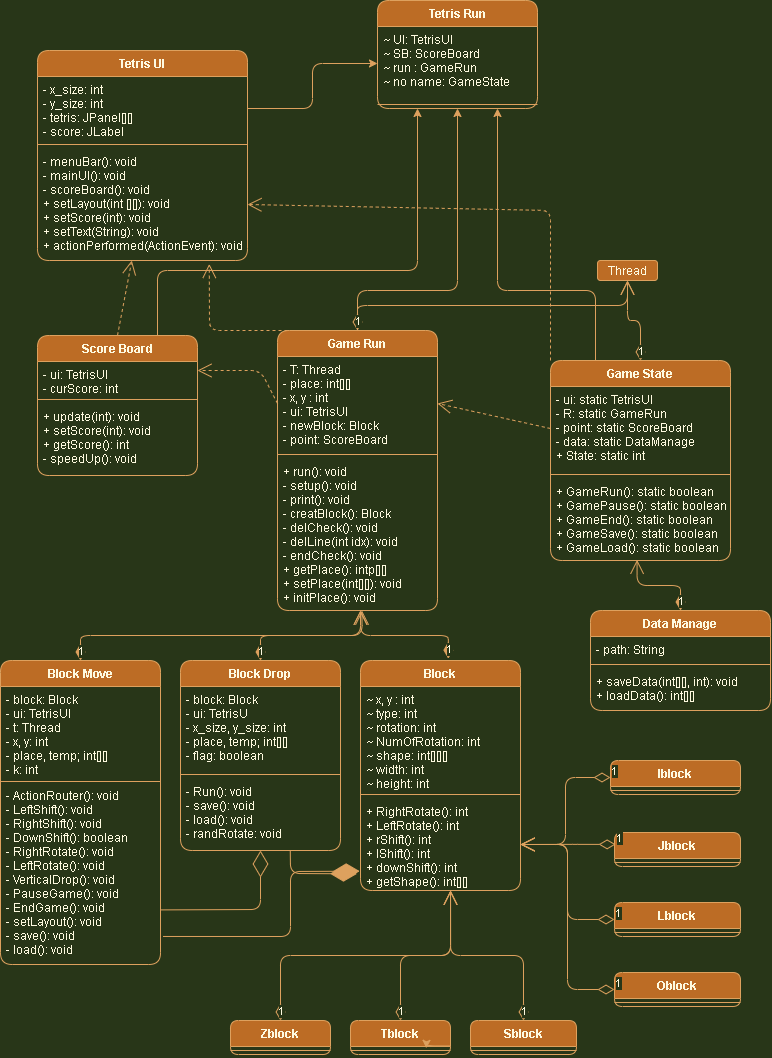 Tetris Run
~ UI: TetrisUI
~ SB: ScoreBoard
~ run : GameRun
~ no name: GameState
Tetris UI
- x_size: int
- y_size: int
- tetris: JPanel[][]
- score: JLabel
- menuBar(): void
- mainUI(): void
- scoreBoard(): void
+ setLayout(int [][]): void
+ setScore(int): void
+ setText(String): void
+ actionPerformed(ActionEvent): void
Thread
1
1
Score Board
- ui: TetrisUI
- curScore: int
+ update(int): void
+ setScore(int): void
+ getScore(): int
- speedUp(): void
Game Run
- T: Thread
- place: int[][]
- x, y : int
- ui: TetrisUI
- newBlock: Block
- point: ScoreBoard
+ run(): void
- setup(): void
- print(): void
- creatBlock(): Block
- delCheck(): void
- delLine(int idx): void
- endCheck(): void
+ getPlace(): intp[][]
+ setPlace(int[][]): void
+ initPlace(): void
Game State
- ui: static TetrisUI
- R: static GameRun
- point: static ScoreBoard
- data: static DataManage
+ State: static int
+ GameRun(): static boolean
+ GamePause(): static boolean
+ GameEnd(): static boolean
+ GameSave(): static boolean
+ GameLoad(): static boolean
1
Data Manage
- path: String
+ saveData(int[][], int): void
+ loadData(): int[][]
1
1
1
Block Move
- block: Block
- ui: TetrisUI
- t: Thread
- x, y: int
- place, temp; int[][]
- k: int
- ActionRouter(): void
- LeftShift(): void
- RightShift(): void
- DownShift(): boolean
- RightRotate(): void
- LeftRotate(): void
- VerticalDrop(): void
- PauseGame(): void
- EndGame(): void
- setLayout(): void
- save(): void
- load(): void
Block Drop
- block: Block
- ui: TetrisU
- x_size, y_size: int
- place, temp; int[][]
- flag: boolean
- Run(): void
- save(): void
- load(): void
- randRotate: void
Block
~ x, y : int
~ type: int
~ rotation: int
~ NumOfRotation: int
~ shape: int[][][]
~ width: int
~ height: int
+ RightRotate(): int
+ LeftRotate(): int
+ rShift(): int
+ lShift(): int
+ downShift(): int
+ getShape(): int[][]
1
Iblock
1
Jblock
1
Lblock
1
Oblock
1
1
1
Zblock
Tblock
Sblock